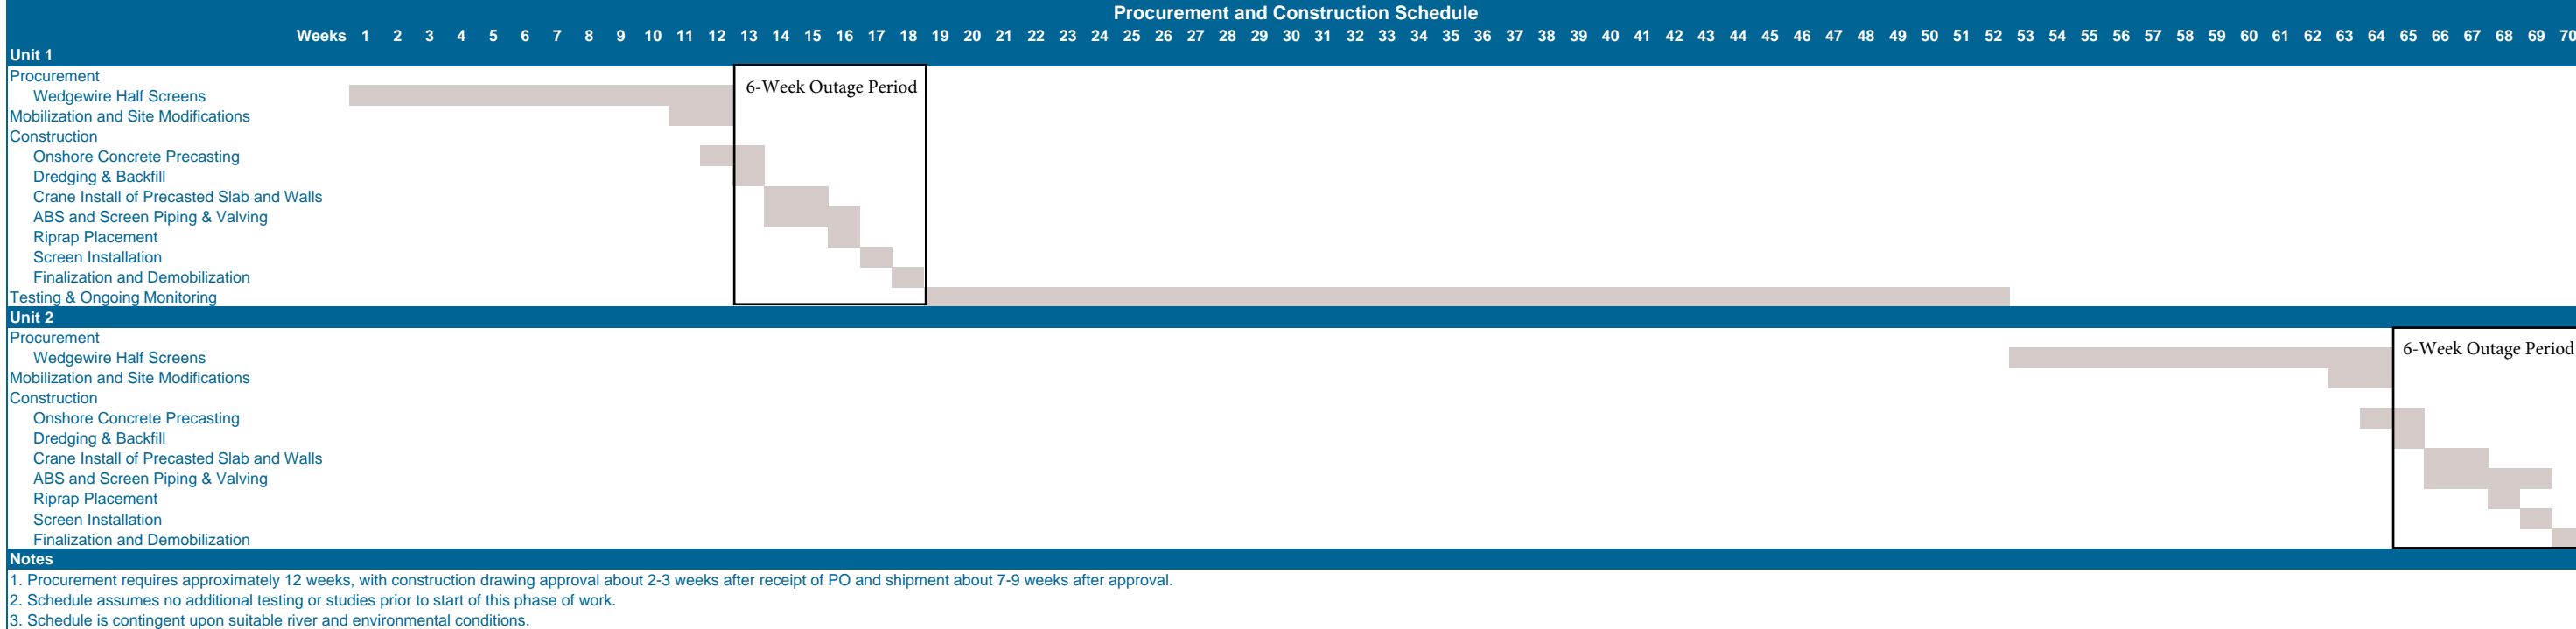 Procurement and Construction Schedule
Weeks 1 2 3 4 5 6 7 8 9 10 11 12 13 14 15 16 17 18 19 20 21 22 23 24 25 26 27 28 29 30 31 32 33 34 35 36 37 38 39 40 41 42 43 44 45 46 47 48 49 50 51 52 53 54 55 56 57 58 59 60 61 62 63 64 65 66 67 68 69 70
Unit 1
Procurement
6-Week Outage Period
Wedgewire Half Screens
Mobilization and Site Modifications
Construction
Onshore Concrete Precasting
Dredging & Backfill
Crane Install of Precasted Slab and Walls
ABS and Screen Piping & Valving
Riprap Placement
Screen Installation
Finalization and Demobilization
Testing & Ongoing Monitoring
Unit 2
Procurement
6-Week Outage Period
Wedgewire Half Screens
Mobilization and Site Modifications
Construction
Onshore Concrete Precasting
Dredging & Backfill
Crane Install of Precasted Slab and Walls
ABS and Screen Piping & Valving
Riprap Placement
Screen Installation
Finalization and Demobilization
Notes
1. Procurement requires approximately 12 weeks, with construction drawing approval about 2-3 weeks after receipt of PO and shipment about 7-9 weeks after approval.
2. Schedule assumes no additional testing or studies prior to start of this phase of work.
3. Schedule is contingent upon suitable river and environmental conditions.